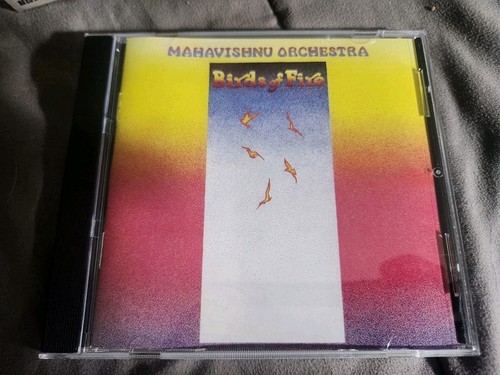 MAHAVISHNU ORCHESTRA
Birds of Fire